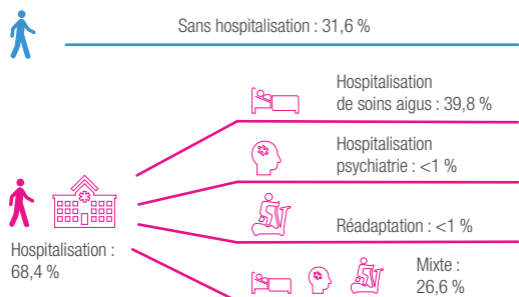 Sans hospitalisation : 31,6 %
Hospitalisation
de soins aigus : 39,8 %
Hospitalisation
psychiatrie : <1 %
Réadaptation : <1 %
Hospitalisation :
68,4 %
Mixte :
26,6 %